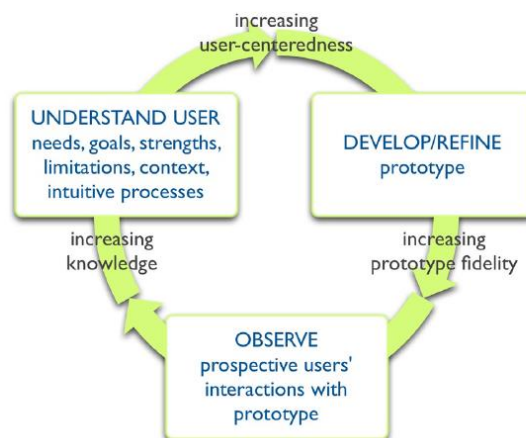 increasing
user-centeredness
UNDERSTAND USER
needs, goals, strengths,
limitations, context,
intuitive processes
DEVELOP/REFINE
prototype
increasing
knowledge
increasing
prototype fidelity
OBSERVE
prospective users'
interactions with
prototype